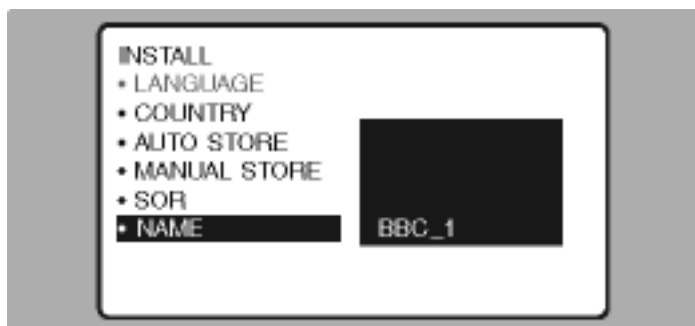 INSTALL
• LANGUAGE
• COUNTRY
• AUTO STORE
• MANUAL STORE
• SOR
• NAME BBC_1